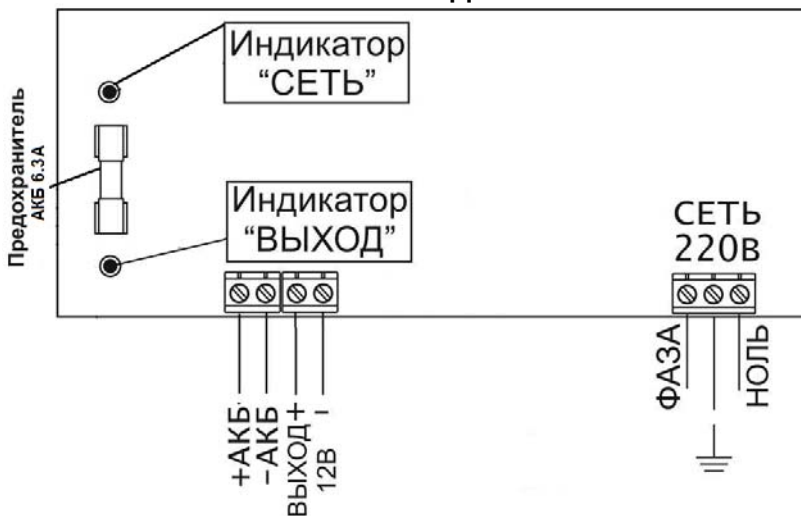 Индикатор
“СЕТЬ”
Предохранитель
АКБ 6.3А
Индикатор
“ВЫХОД”
СЕТЬ
220В
ФАЗА
НОЛЬ
+АКБ
−АКБ
ВЫХОД+
12В −